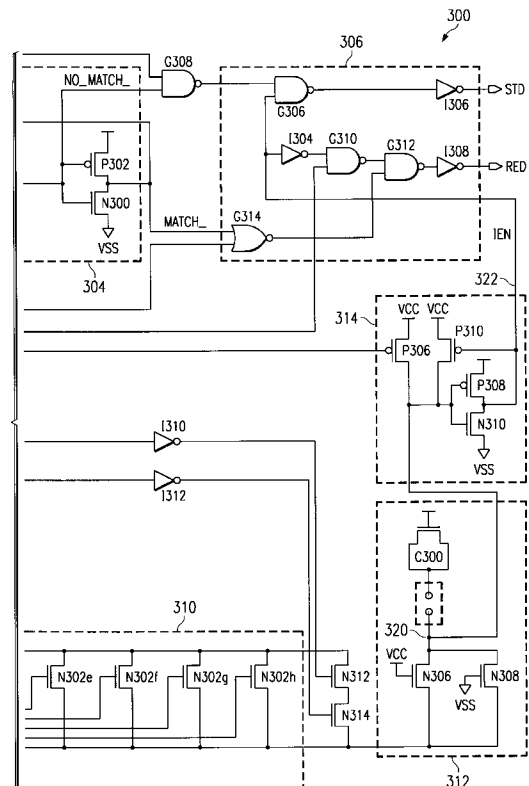 300
306
G308
NO_MATCH_
G306
I306
STD
I304
G310
G312
I308
RED
P302
N300
VSS
MATCH_
G314
IEN
304
322
314
VCC
VCC
P310
P306
P308
N310
VSS
I310
I312
C300
310
320
VCC
N302e
N302f
N302g
N302h
N312
N306
N308
VSS
N314
312